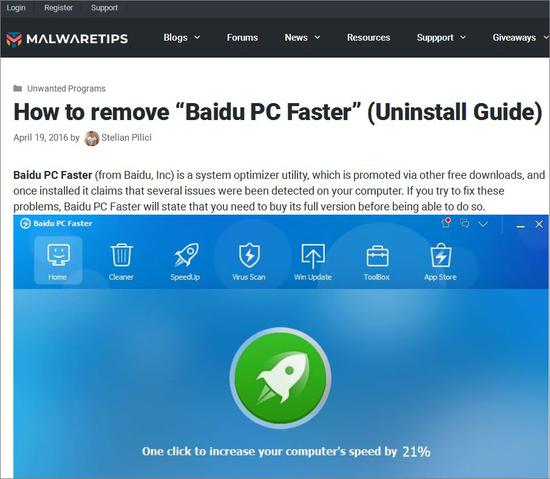 Login Register Support
MALWARETIPS Blogs Forums News Resources Suppport Giveaways
Unwanted Programs
How to remove “Baidu PC Faster” (Uninstall Guide)
April 19, 2016 by Stelian Pilici
Baidu PC Faster (from Baidu, Inc) is a system optimizer utility, which is promoted via other free downloads, and
once installed it claims that several issues were been detected on your computer. If you try to fix these
problems, Baidu PC Faster will state that you need to buy its full version before being able to do so.
Baidu PC Faster
Home Cleaner SpeedUp Virus Scan Win Update ToolBox App Store
One click to increase your computer's speed by 21%